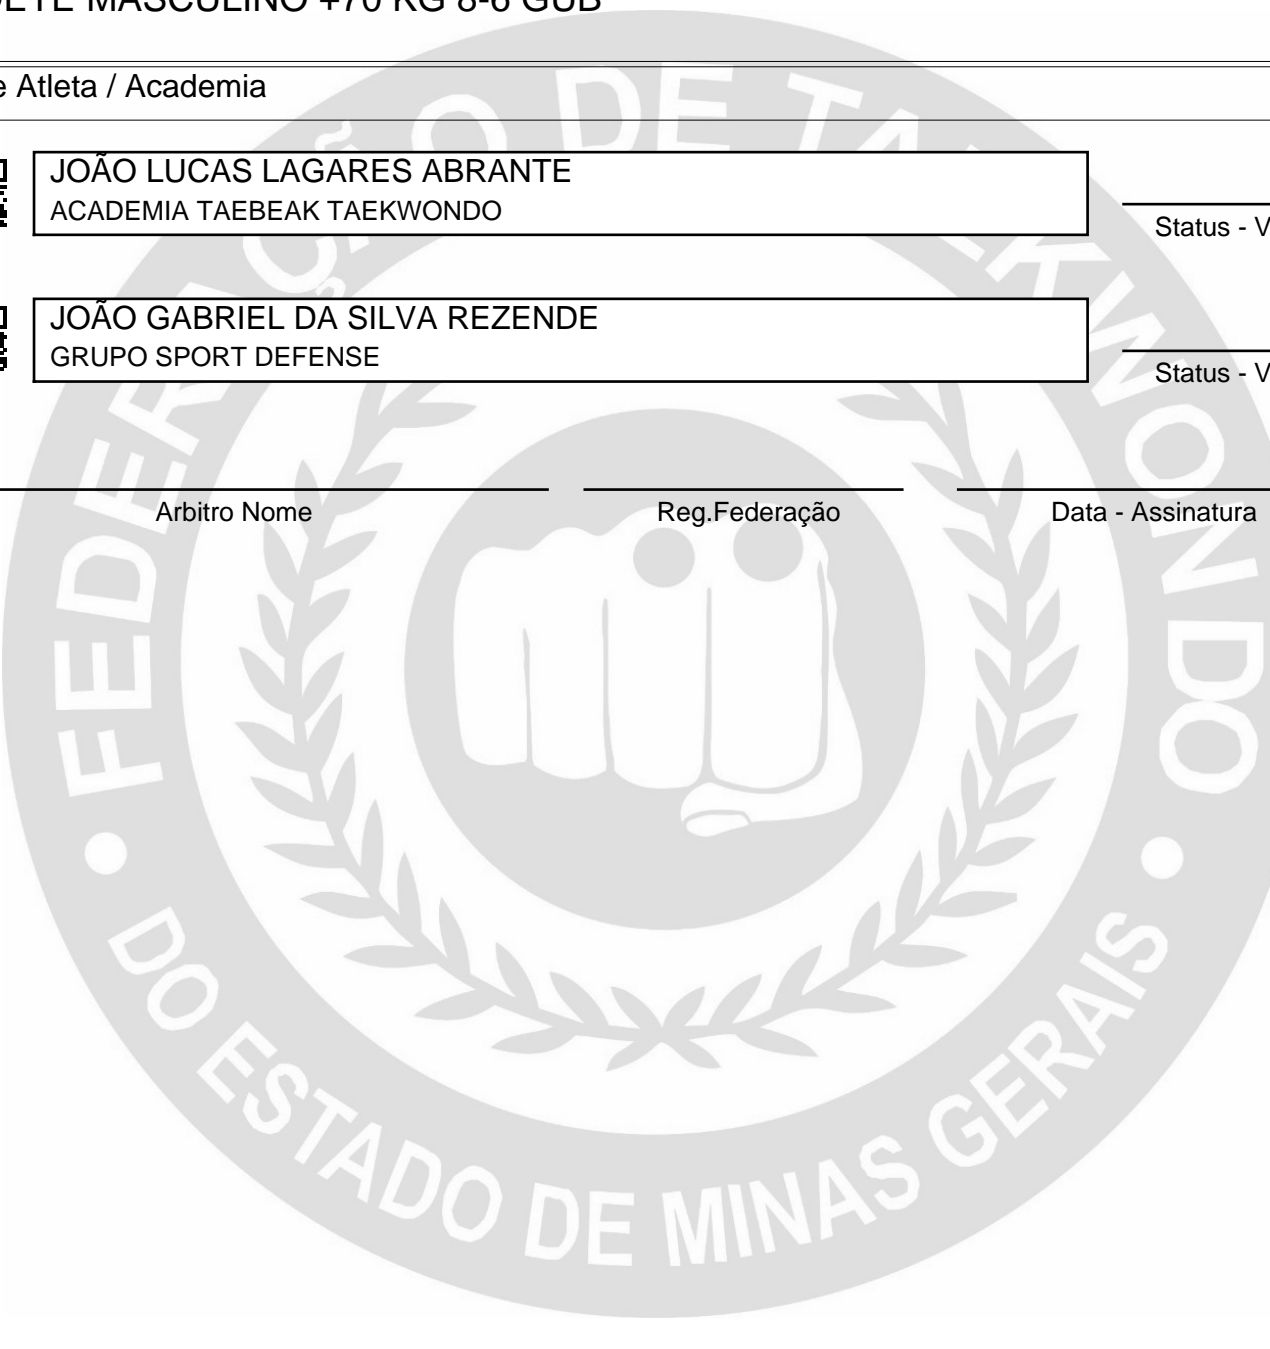 MASCULINO +70 KG 8-6 GUB
Atleta / Academia
JOÃO LUCAS LAGARES ABRANTE
ACADEMIA TAEBEAK TAEKWONDO
Status - V
JOÃO GABRIEL DA SILVA REZENDE
GRUPO SPORT DEFENSE
Status - V
Arbitro Nome
Reg.Federação
Data - Assinatura
FEDERAÇÃO DE TAEKWONDO
DO ESTADO DE MINAS GERAIS